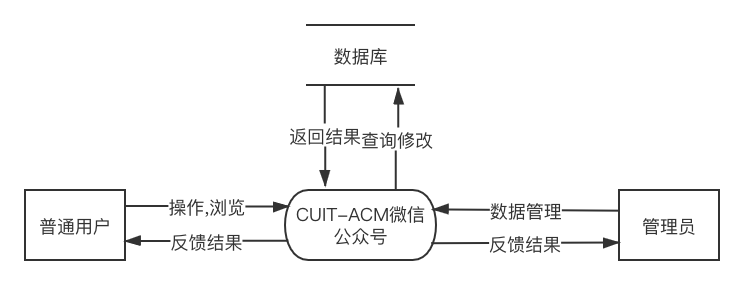 数据库
返回结果
查询修改
操作,浏览
CUIT-ACM微信
公众号
数据管理
普通用户
管理员
反馈结果
反馈结果